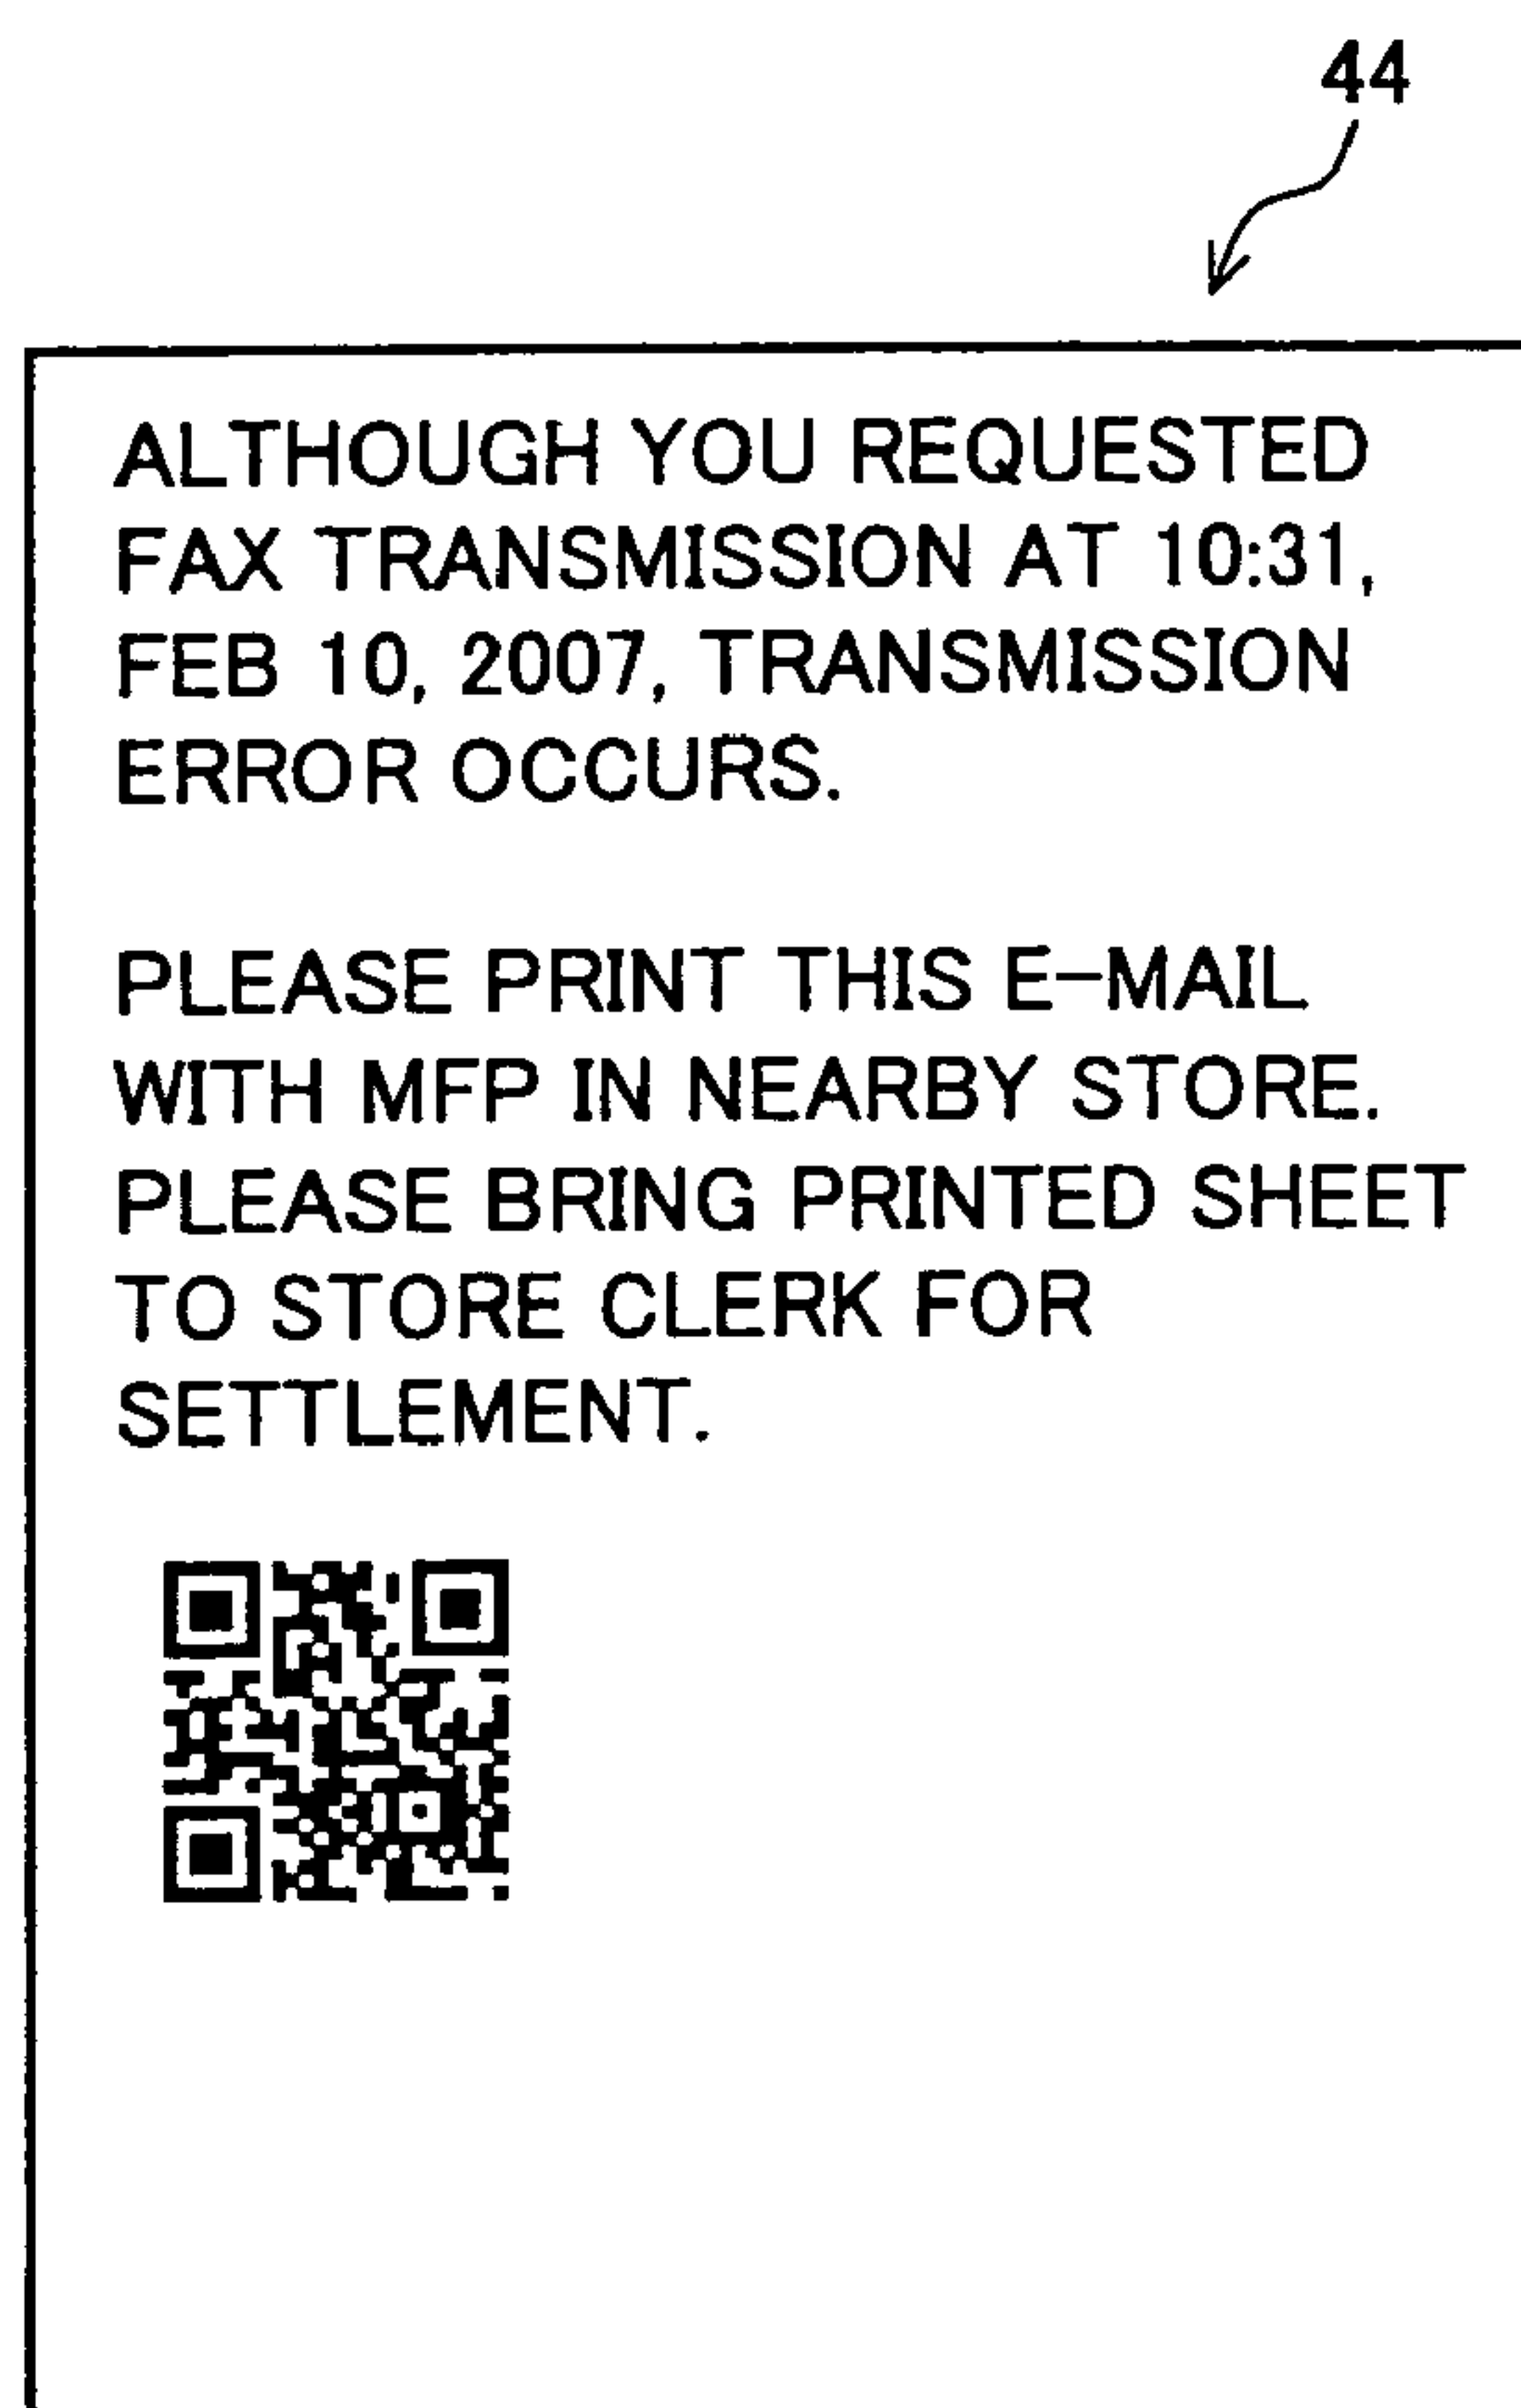 44
ALTHOUGH YOU REQUESTED
FAX TRANSMISSION AT 10:31,
FEB 10, 2007, TRANSMISSION
ERROR OCCURS.
PLEASE PRINT THIS E-MAIL
WITH MFP IN NEARBY STORE.
PLEASE BRING PRINTED SHEET
TO STORE CLERK FOR
SETTLEMENT.